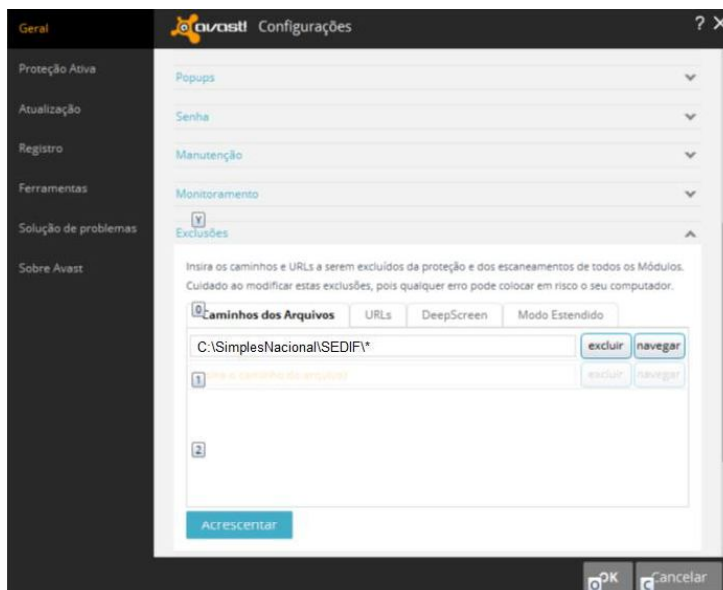 Geral
avast! Configurações
? X
Proteção Ativa
Atualização
Registro
Ferramentas
Solução de problemas
Sobre Avast
Popups
Senha
Manutenção
Monitoramento
Y
Exclusões
Insira os caminhos e URLs a serem excluídos da proteção e dos escaneamentos de todos os Módulos.
Cuidado ao modificar estas exclusões, pois qualquer erro pode colocar em risco o seu computador.
0
Caminhos dos Arquivos URLs DeepScreen Modo Estendido
C:\SimplesNacional\SEDIF\* excluir navegar
1 o caminho do arquivo> excluir navegar
2
Acrescentar
O OK C Cancelar